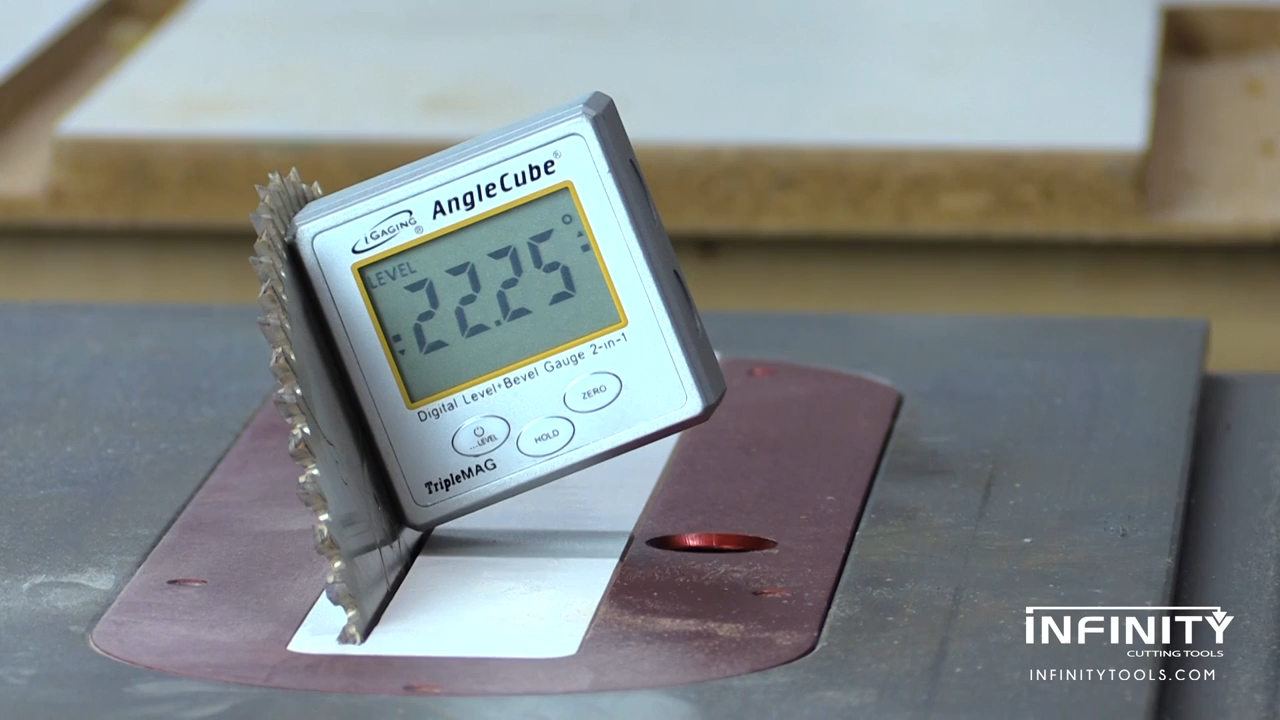 iGAGING®
AngleCube®
LEVEL
22.25°
Digital Level+Bevel Gauge 2-in-1
...LEVEL
HOLD
ZERO
TripleMAG
INFINITY
CUTTING TOOLS
INFINITYTOOLS.COM